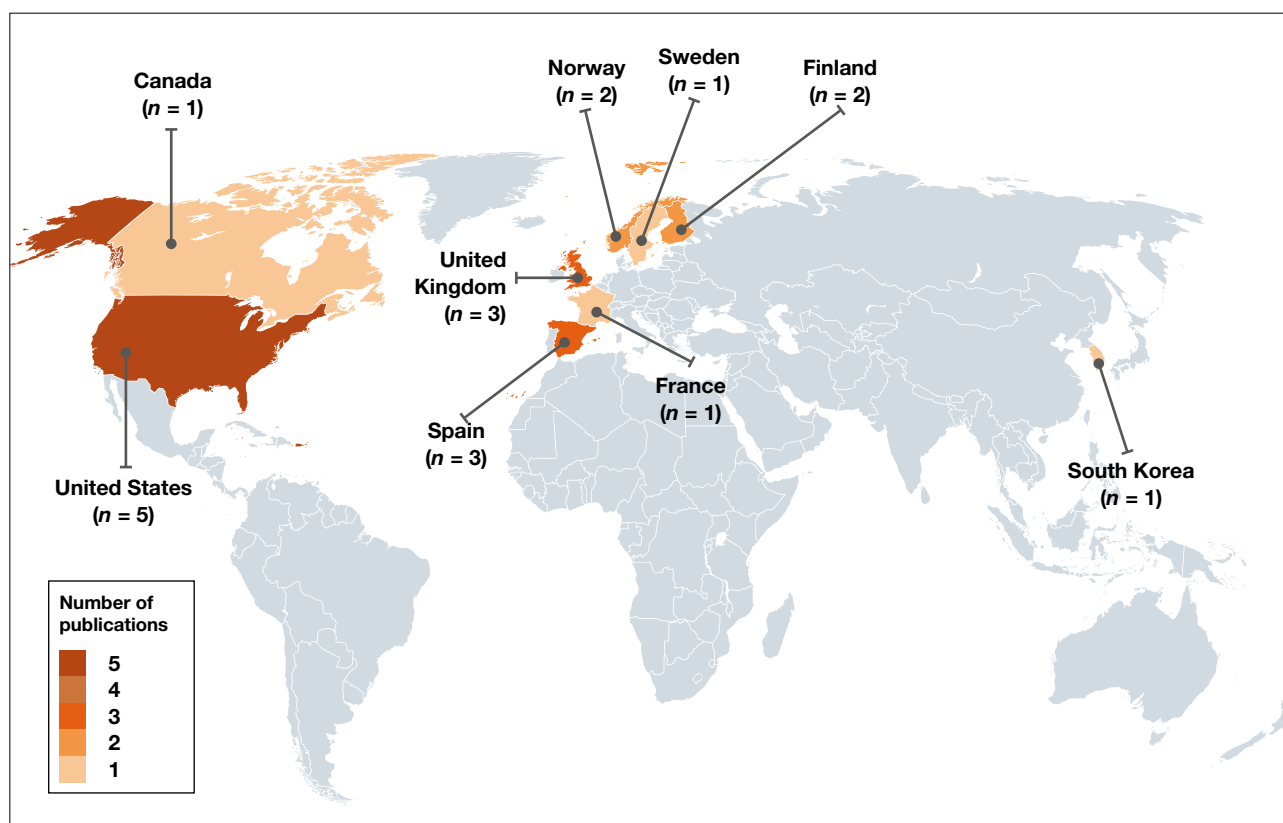 Canada
(n = 1)
Norway
(n = 2)
Sweden
(n = 1)
Finland
(n = 2)
United
Kingdom
(n = 3)
France
(n = 1)
Spain
(n = 3)
United States
(n = 5)
South Korea
(n = 1)
Number of
publications
5
4
3
2
1